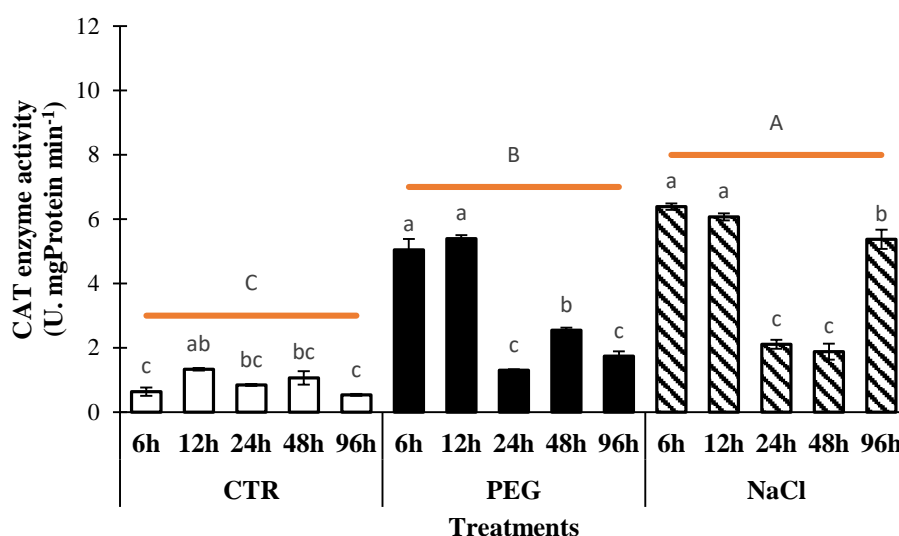 12
10
8
6
4
2
0
CAT enzyme activity
(U. mgProtein min-1)
C
B
A
c
ab
bc
bc
c
a
a
c
b
c
a
a
c
c
b
6h 12h 24h 48h 96h 6h 12h 24h 48h 96h 6h 12h 24h 48h 96h
CTR PEG NaCl
Treatments